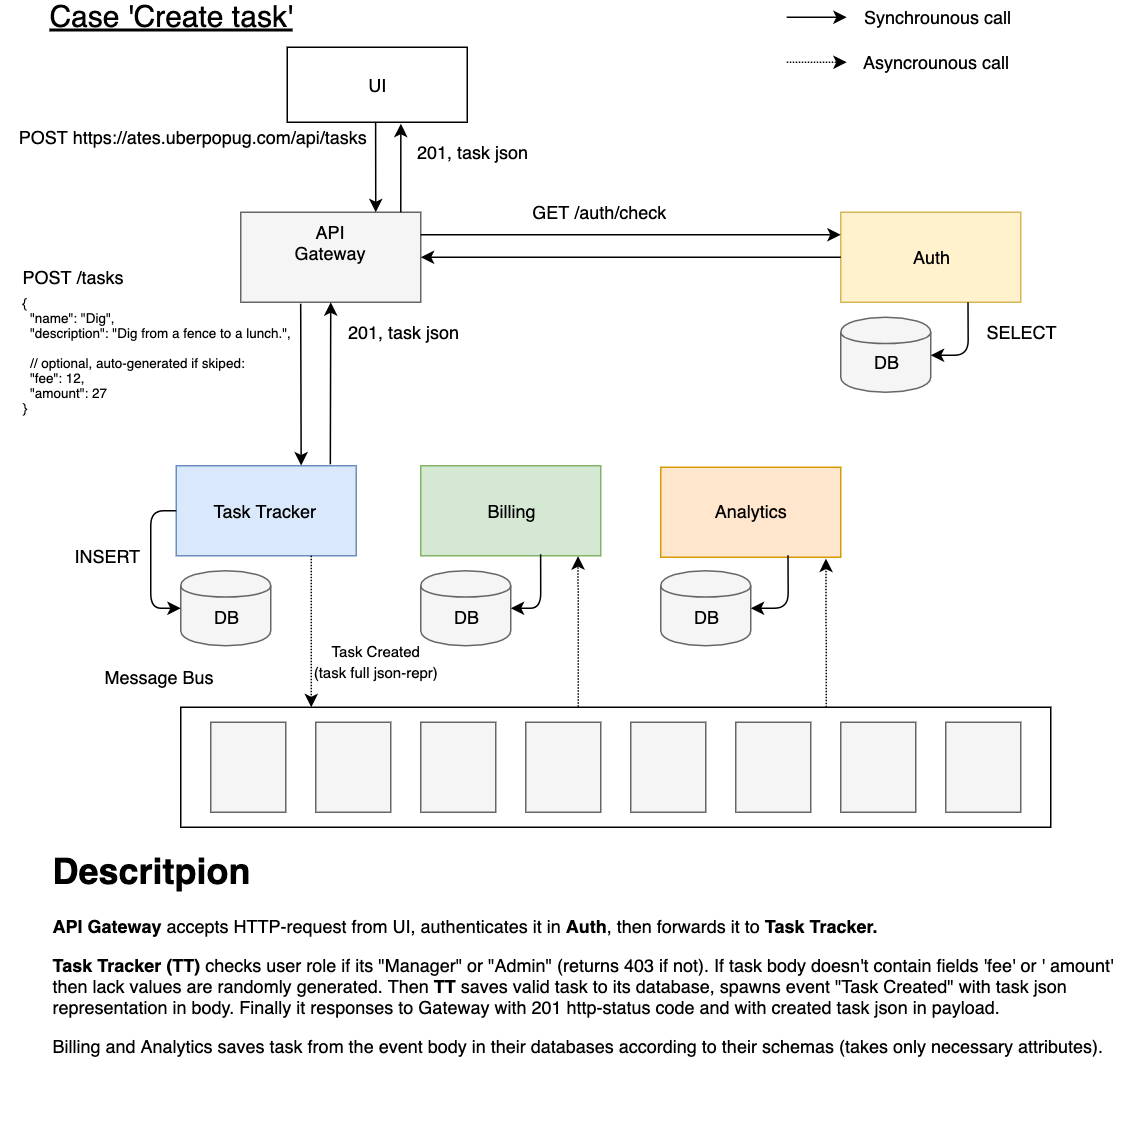 Case 'Create task'
Synchrounous call
Asyncrounous call
UI
POST https://ates.uberpopug.com/api/tasks
201, task json
GET /auth/check
API
Gateway
Auth
POST /tasks
{
"name": "Dig",
"description": "Dig from a fence to a lunch.",
// optional, auto-generated if skiped:
"fee": 12,
"amount": 27
}
201, task json
SELECT
DB
Task Tracker
Billing
Analytics
INSERT
DB
DB
DB
Task Created
(task full json-repr)
Message Bus
Descritpion
API Gateway accepts HTTP-request from UI, authenticates it in Auth, then forwards it to Task Tracker.
Task Tracker (TT) checks user role if its "Manager" or "Admin" (returns 403 if not). If task body doesn't contain fields 'fee' or ' amount'
then lack values are randomly generated. Then TT saves valid task to its database, spawns event "Task Created" with task json
representation in body. Finally it responses to Gateway with 201 http-status code and with created task json in payload.
Billing and Analytics saves task from the event body in their databases according to their schemas (takes only necessary attributes).